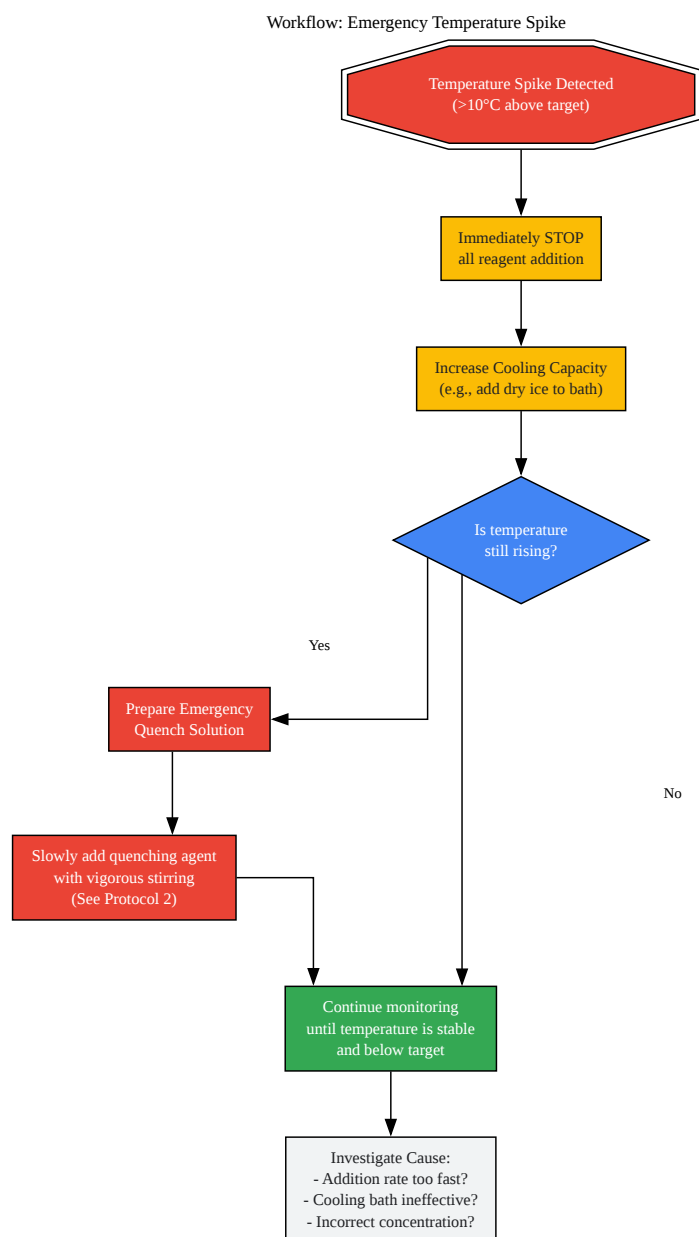 Workflow: Emergency Temperature Spike
Temperature Spike Detected
(>10°C above target)
Immediately STOP
all reagent addition
Increase Cooling Capacity
(e.g., add dry ice to bath)
Is temperature
still rising?
Yes
Prepare Emergency
Quench Solution
No
Slowly add quenching agent
with vigorous stirring
(See Protocol 2)
Continue monitoring
until temperature is stable
and below target
Investigate Cause:
- Addition rate too fast?
- Cooling bath ineffective?
- Incorrect concentration?